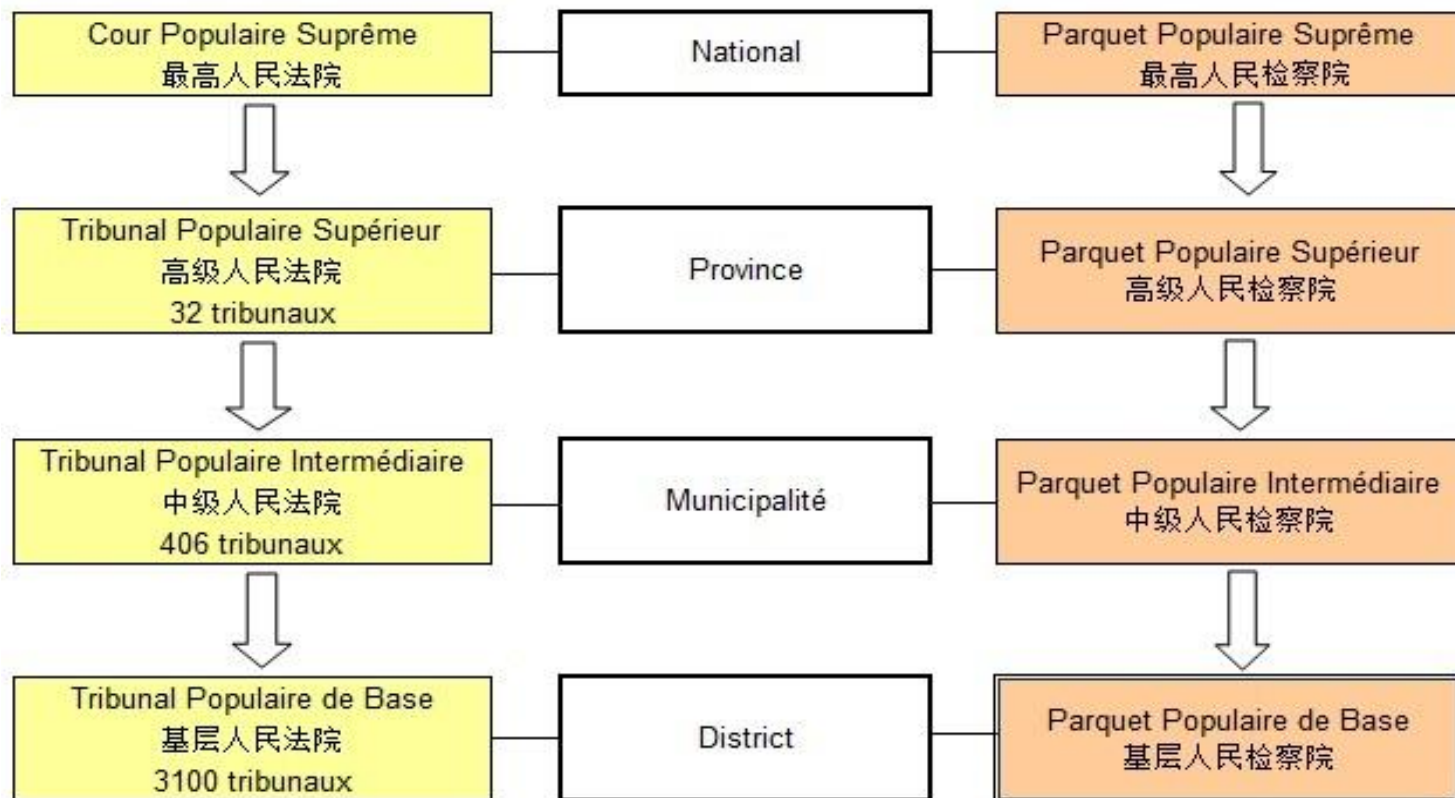 Cour Populaire Suprême
最高人民法院
National
Parquet Populaire Suprême
最高人民检察院
Tribunal Populaire Supérieur
高级人民法院
32 tribunaux
Province
Parquet Populaire Supérieur
高级人民检察院
Tribunal Populaire Intermédiaire
中级人民法院
406 tribunaux
Municipalité
Parquet Populaire Intermédiaire
中级人民检察院
Tribunal Populaire de Base
基层人民法院
3100 tribunaux
District
Parquet Populaire de Base
基层人民检察院